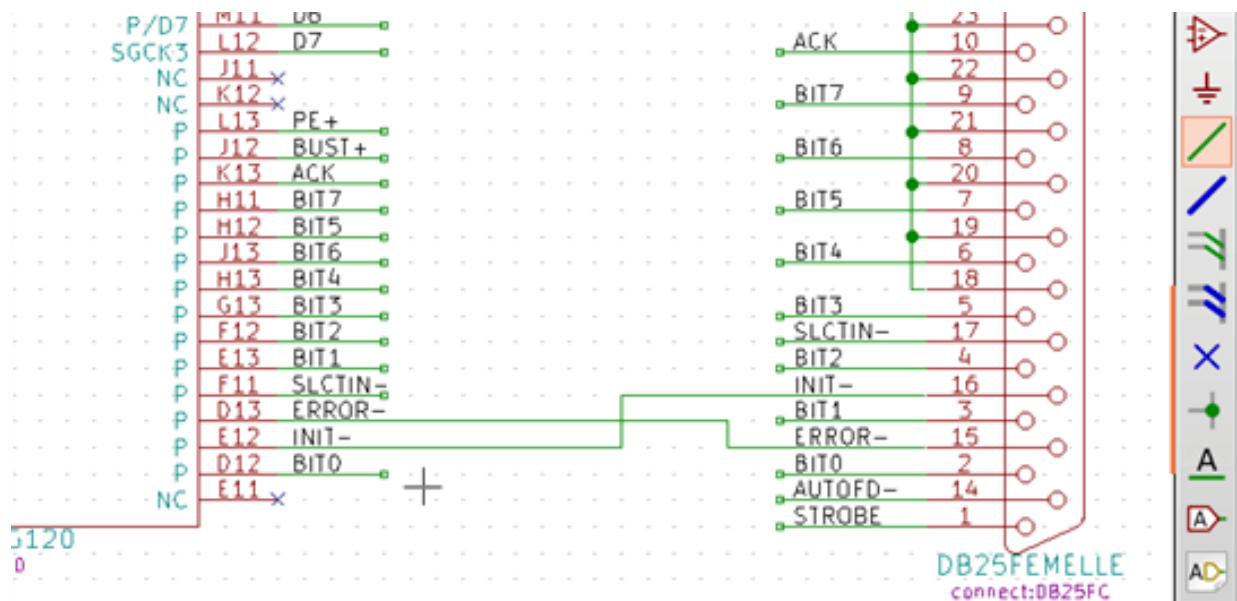 P/D7 M11 D6 23
SGCK3 L12 D7 ACK 10
NC J11 22
NC K12 BIT7 9
P L13 PE+ 21
P J12 BUST+ BIT6 8
P K13 ACK 20
P H11 BIT7 BIT5 7
P H12 BIT5 19
P J13 BIT6 BIT4 6
P H13 BIT4 18
P G13 BIT3 BIT3 5
P F12 BIT2 SLCTIN- 17
P E13 BIT1 BIT2 4
P F11 SLCTIN- INIT- 16
P D13 ERROR- BIT1 3
P E12 INIT- ERROR- 15
P D12 BIT0 BIT0 2
NC E11 AUTOFD- 14
STROBE 1
G120
D
DB25FEMELLE
connect:DB25FC
A
A
AD